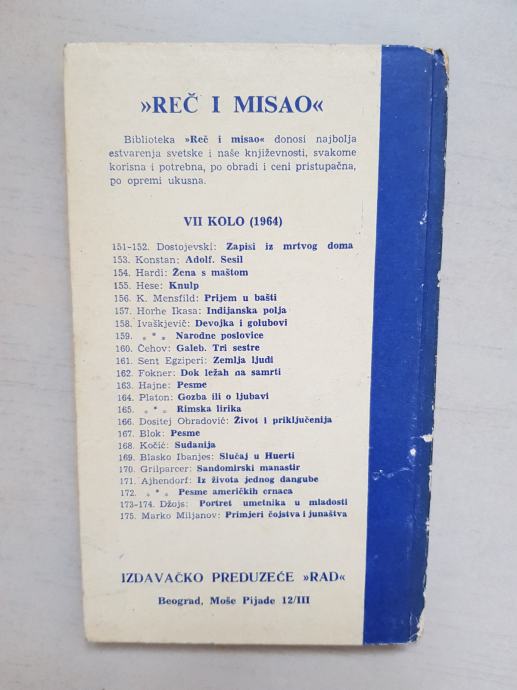 »REČ I MISAO«
Biblioteka »Reč i misao« donosi najbolja
estvarenja svetske i naše književnosti, svakome
korisna i potrebna, po obradi i ceni pristupačna,
po opremi ukusna.
VII KOLO (1964)
151-152. Dostojevski: Zapisi iz mrtvog doma
153. Konstan: Adolf. Sesil
154. Hardi: Žena s maštom
155. Hese: Knulp
156. K. Mensfild: Prijem u bašti
157. Horhe Ikasa: Indijanska polja
158. Ivaškjevič: Devojka i golubovi
159. „*„ Narodne poslovice
160. Čehov: Galeb. Tri sestre
161. Sent Egziperi: Zemlja ljudi
162. Fokner: Dok ležah na samrti
163. Hajne: Pesme
164. Platon: Gozba ili o ljubavi
165. „*„ Rimska lirika
166. Dositej Obradović: Život i priključenija
167. Blok: Pesme
168. Kočić: Sudanija
169. Blasko Ibanjes: Slučaj u Huerti
170. Grilparcer: Sandomirski manastir
171. Ajhendorf: Iz života jednog dangube
172. „*„ Pesme američkih crnaca
173-174. Džojs: Portret umetnika u mladosti
175. Marko Miljanov: Primjeri čojstva i junaštva
IZDAVAČKO PREDUZEĆE »RAD«
Beograd, Moše Pijade 12/III